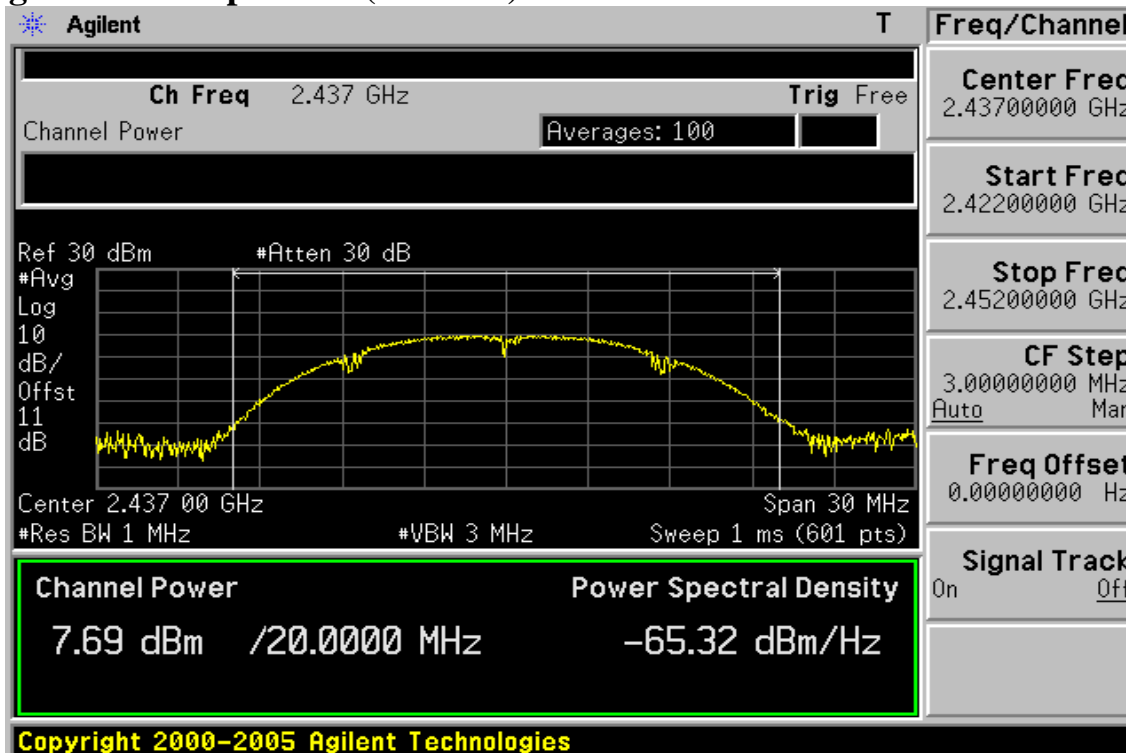 Agilent T
Freq/Channel
Ch Freq 2.437 GHz Trig Free
Channel Power Averages: 100
Center Freq
2.43700000 GHz
Start Freq
2.42200000 GHz
Stop Freq
2.45200000 GHz
CF Step
3.00000000 MHz
Auto Man
Freq Offset
0.00000000 Hz
Signal Track
On Off
Ref 30 dBm #Atten 30 dB
#Avg
Log
10
dB/
Offst
11
dB
Center 2.437 00 GHz Span 30 MHz
#Res BW 1 MHz #VBW 3 MHz Sweep 1 ms (601 pts)
Channel Power Power Spectral Density
7.69 dBm /20.0000 MHz -65.32 dBm/Hz
Copyright 2000-2005 Agilent Technologies